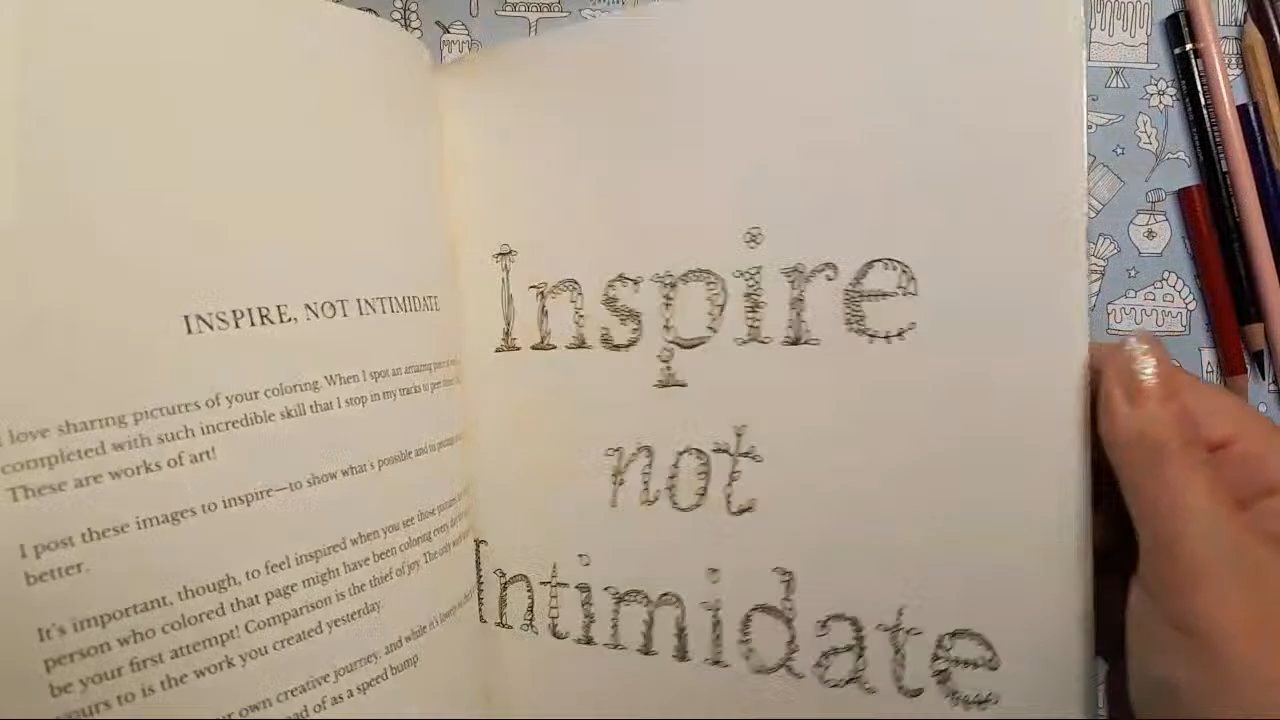 INSPIRE, NOT INTIMIDATE
I love sharing pictures of your coloring. When I spot an amazing
completed with such incredible skill that I stop in my tracks to
These are works of art!
I post these images to inspire—to show what's possible and to
better.
It's important, though, to feel inspired when you see those pictures
person who colored that page might have been coloring every
be your first attempt! Comparison is the thief of joy. The only
yours to is the work you created yesterday.
own creative journey, and while it's
of as a speed bump
Inspire
not
Intimidate